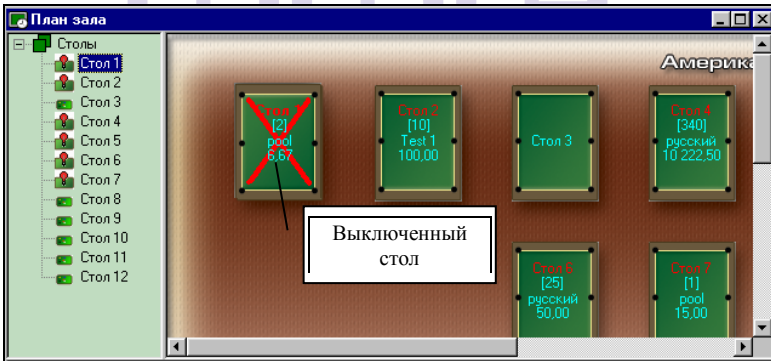 План зала
Столы
Стол 1
Стол 2
Стол 3
Стол 4
Стол 5
Стол 6
Стол 7
Стол 8
Стол 9
Стол 10
Стол 11
Стол 12
Америка
Стол
[2]
pool
6,67
Стол 2
[10]
Test 1
100,00
Стол 3
Стол 4
[340]
русский
10 222,50
Выключенный
стол
Стол 6
[25]
русский
50,00
Стол 7
[1]
pool
15,00